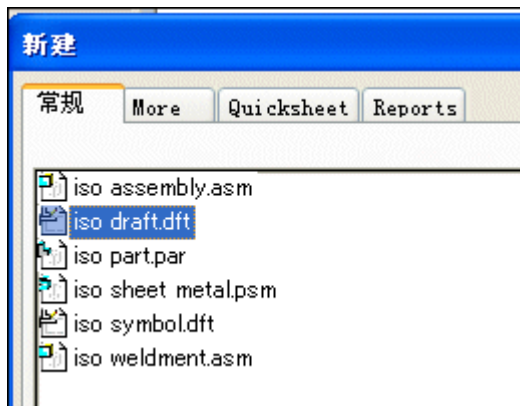 新建
常规 More Quicksheet Reports
iso assembly.asm
iso draft.dft
iso part.par
iso sheet metal.psm
iso symbol.dft
iso weldment.asm